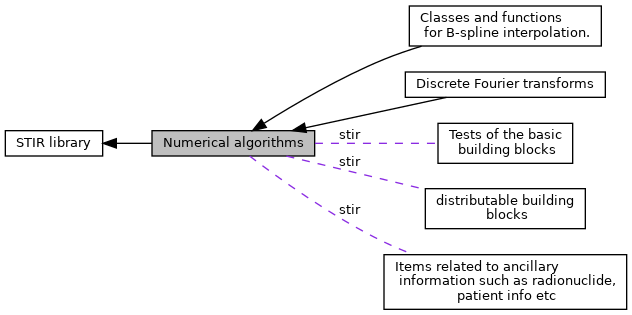 Classes and functions
for B-spline interpolation.
Discrete Fourier transforms
STIR library
Numerical algorithms
stir
Tests of the basic
building blocks
stir
distributable building
blocks
stir
Items related to ancillary
information such as radionuclide,
patient info etc